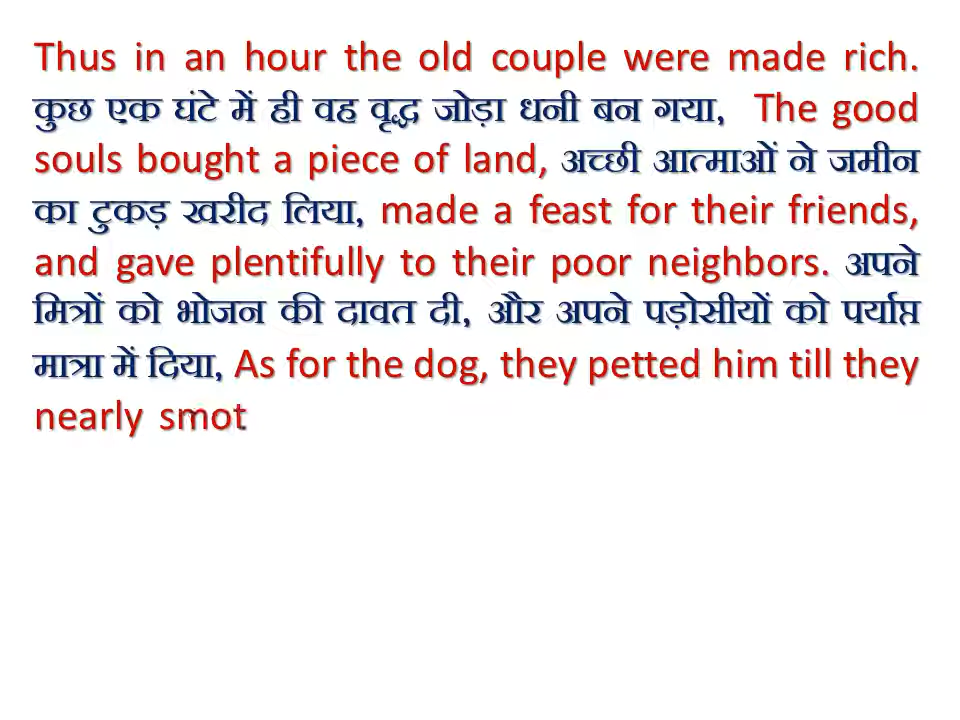 Thus in an hour the old couple were made rich.
कुछ एक घंटे में ही वह वृद्ध जोड़ा धनी बन गया, The good
souls bought a piece of land, अच्छी आत्माओं ने जमीन
का टुकड़ खरीद लिया, made a feast for their friends,
and gave plentifully to their poor neighbors. अपने
मित्रों को भोजन की दावत दी, और अपने पड़ोसीयों को पर्याप्त
मात्रा में दिया, As for the dog, they petted him till they
nearly smot